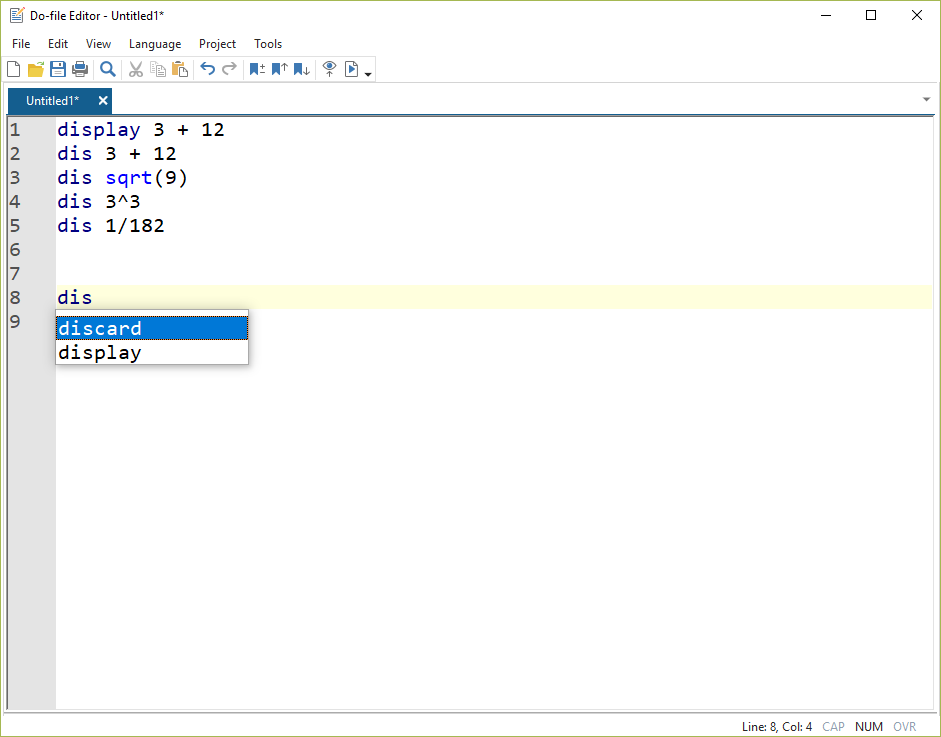 Do-file Editor - Untitled1*
File Edit View Language Project Tools
Untitled1*
1 display 3 + 12
2 dis 3 + 12
3 dis sqrt(9)
4 dis 3^3
5 dis 1/182
6
7
8 dis
9
discard
display
Line: 8, Col: 4 CAP NUM OVR